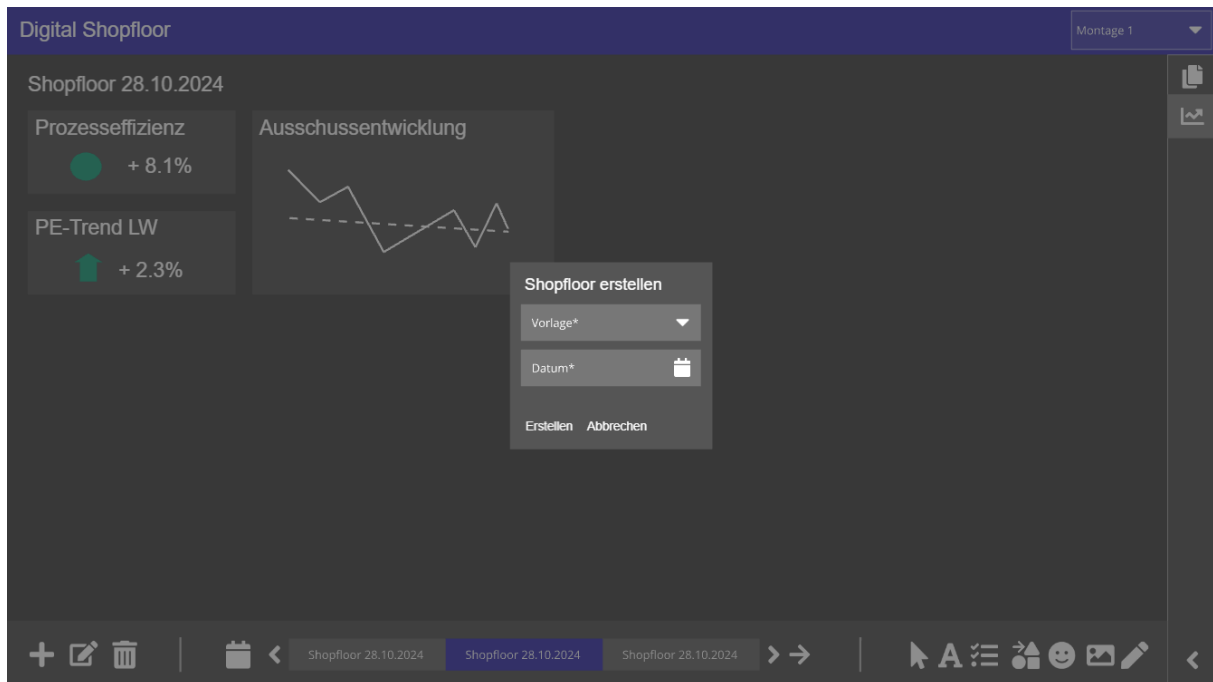 Digital Shopfloor
Montage 1
Shopfloor 28.10.2024
Prozesseffizienz
+ 8.1%
Ausschussentwicklung
PE-Trend LW
+ 2.3%
Shopfloor erstellen
Vorlage*
Datum*
Erstellen Abbrechen
Shopfloor 28.10.2024 Shopfloor 28.10.2024 Shopfloor 28.10.2024